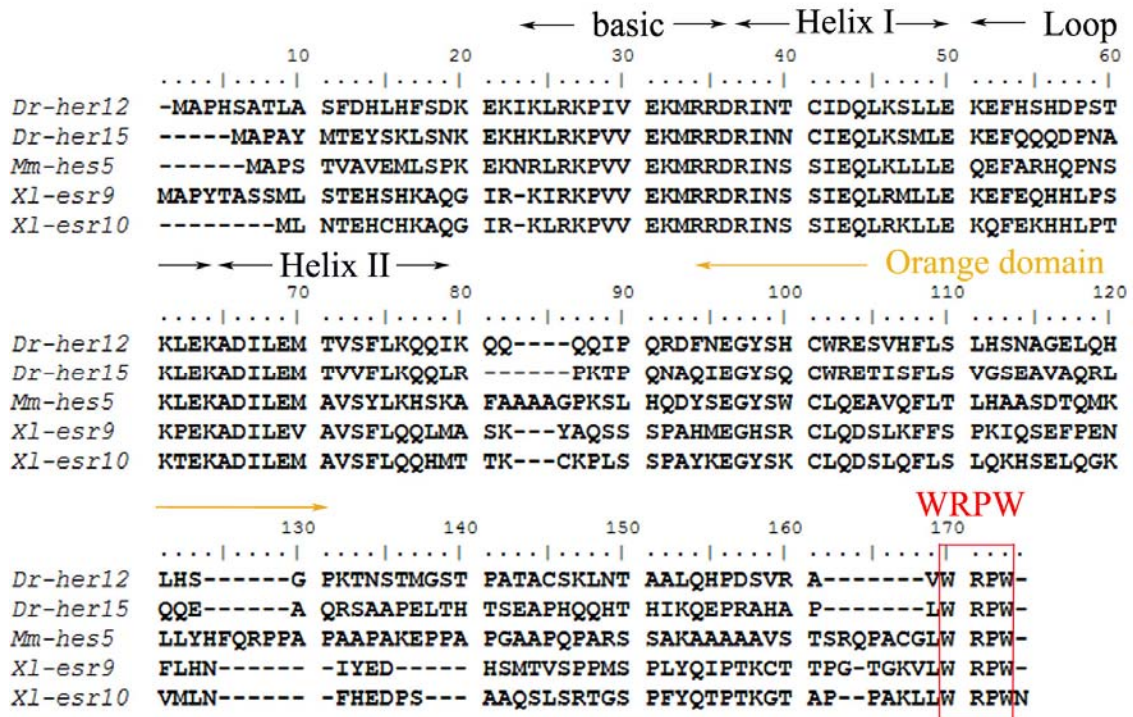 basic Helix I Loop
10 20 30 40 50 60
....|....| ....|....| ....|....| ....|....| ....|....| ....|....|
Dr-her12 -MAPHSATLA SFDHLHFSDK EKIKLRKPIV EKMRRDRINT CIDQLKSLLE KEFHSHDPST
Dr-her15 -----MAPAY MTEYSKLSNK EKHKLRKPVV EKMRRDRINN CIEQLKSMLE KEFQQQDPNA
Mm-hes5 ------MAPS TVAVEMLSPK EKNRLRKPVV EKMRRDRINS SIEQLKLLLE QEFARHQPNS
Xl-esr9 MAPYTASSML STEHSHKAQG IR-KIRKPVV EKMRRDRINS SIEQLRMLLE KEFEQHHLPS
Xl-esr10 --------ML NTEHCHKAQG IR-KLRKPVV EKMRRDRINS SIEQLRKLLE KQFEKHHLPT
Helix II Orange domain
70 80 90 100 110 120
....|....| ....|....| ....|....| ....|....| ....|....| ....|....|
Dr-her12 KLEKADILEM TVSFLKQQIK QQ----QQIP QRDFNEGYSH CWRESVHFLS LHSNAGELQH
Dr-her15 KLEKADILEM TVVFLKQQLR ------PKTP QNAQIEGYSQ CWRETISFLS VGSEAVAQRL
Mm-hes5 KLEKADILEM AVSYLKHSKA FAAAAGPKSL HQDYSEGYSW CLQEAVQFLT LHAASDTQMK
Xl-esr9 KPEKADILEV AVSFLQQLMA SK---YAQSS SPAHMEGHSR CLQDSLKFFS PKIQSEFPEN
Xl-esr10 KTEKADILEM AVSFLQQHMT TK---CKPLS SPAYKEGYSK CLQDSLQFLS LQKHSELQGK
WRPW
130 140 150 160 170
....|....| ....|....| ....|....| ....|....| ....|....| ....|
Dr-her12 LHS------G PKTNSTMGST PATACSKLNT AALQHPDSVR A-------VW RPW-
Dr-her15 QQE------A QRSAAPELTH TSEAPHQQHT HIKQEPRAHA P-------LW RPW-
Mm-hes5 LLYHFQRPPA PAAPAKEPPA PGAAPQPARS SAKAAAAAVS TSRQPACGLW RPW-
Xl-esr9 FLHN------ -IYED----- HSMTVSPPMS PLYQIPTKCT TPG-TGKVLW RPW-
Xl-esr10 VMLN------ -FHEDPS--- AAQSLSRTGS PFYQTPTKGT AP--PAKLLW RPWN